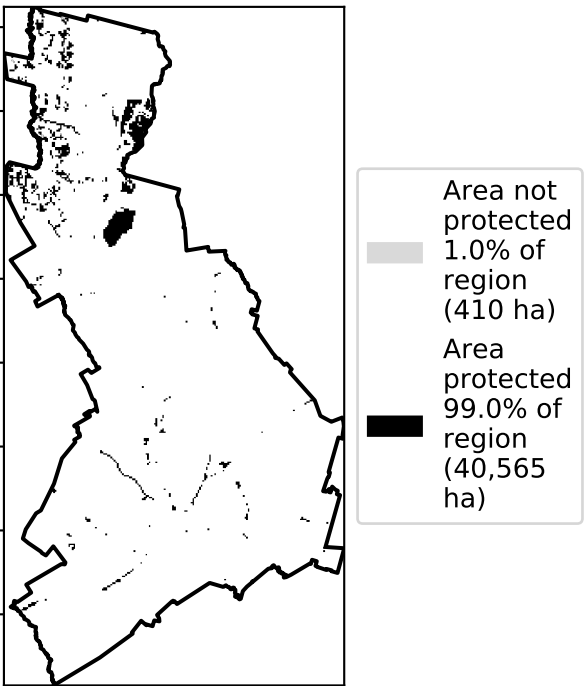 Area not
protected
1.0% of
region
(410 ha)
Area
protected
99.0% of
region
(40,565
ha)